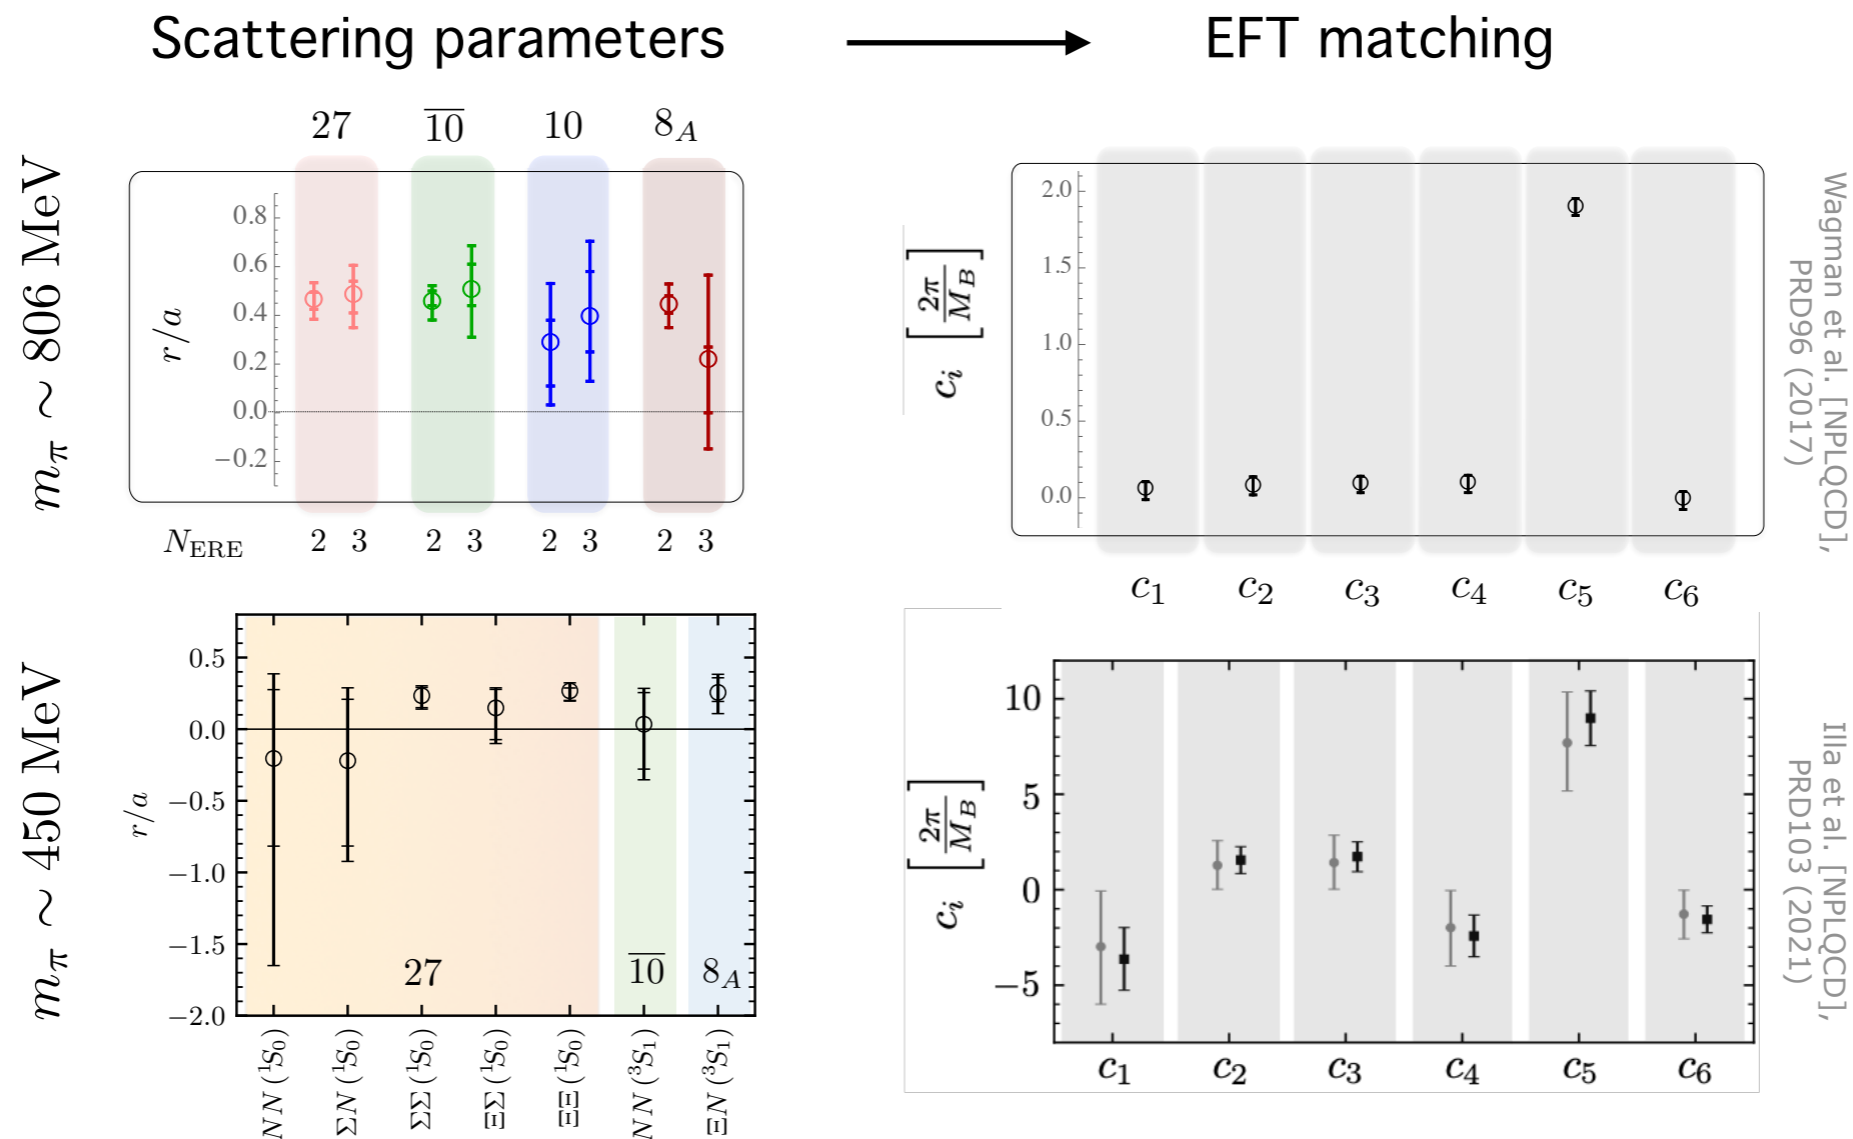 Scattering parameters
EFT matching
m_π ∼ 806 MeV
27
10̅
10
8_A
r/a
0.8
0.6
0.4
0.2
0.0
−0.2
N_ERE
2 3
2 3
2 3
2 3
c_i [2π/M_B]
2.0
1.5
1.0
0.5
0.0
c_1
c_2
c_3
c_4
c_5
c_6
Wagman et al. [NPLQCD],
PRD96 (2017)
m_π ∼ 450 MeV
r/a
0.5
0.0
−0.5
−1.0
−1.5
−2.0
27
10̅
8_A
NN (¹S₀)
ΣN (¹S₀)
ΣΣ (¹S₀)
ΞΣ (¹S₀)
ΞΞ (¹S₀)
NN (³S₁)
ΞN (³S₁)
c_i [2π/M_B]
10
5
0
−5
c_1
c_2
c_3
c_4
c_5
c_6
Illa et al. [NPLQCD],
PRD103 (2021)